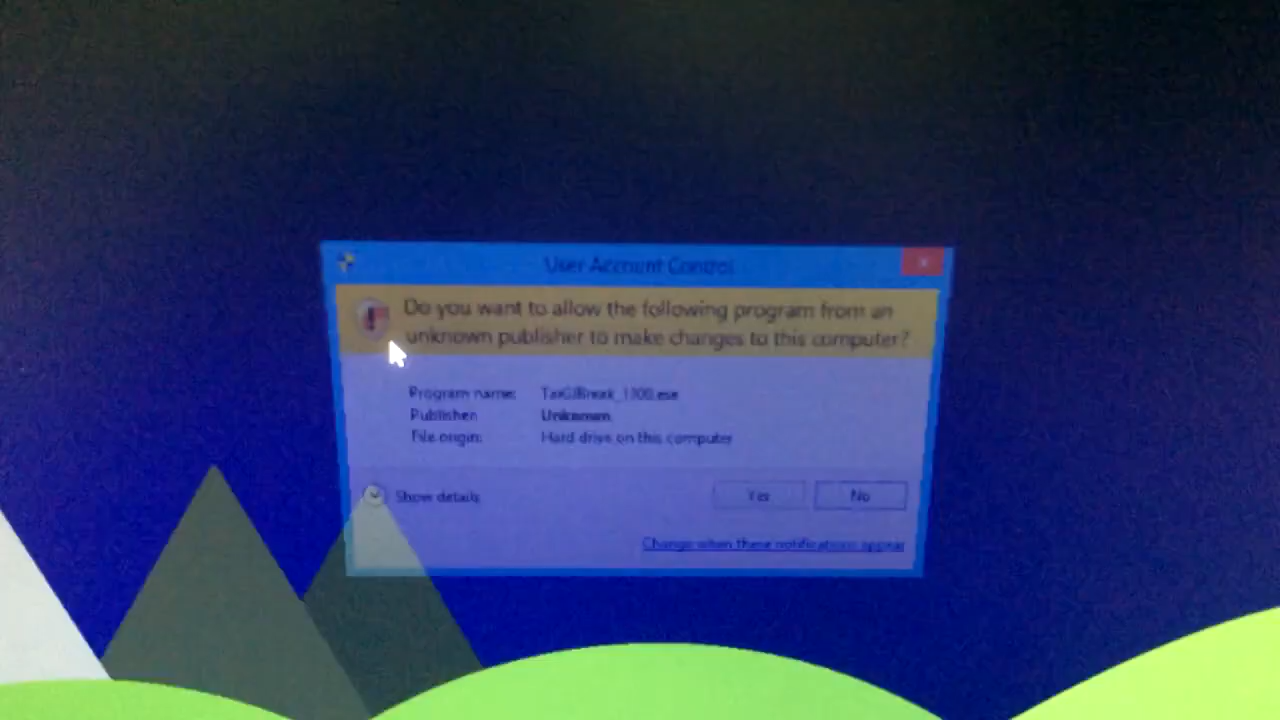 User Account Control
Do you want to allow the following program from an
unknown publisher to make changes to this computer?
Program name:
Publisher: Unknown
File origin: Hard drive on this computer
Show details
Yes No
Change when these notifications appear